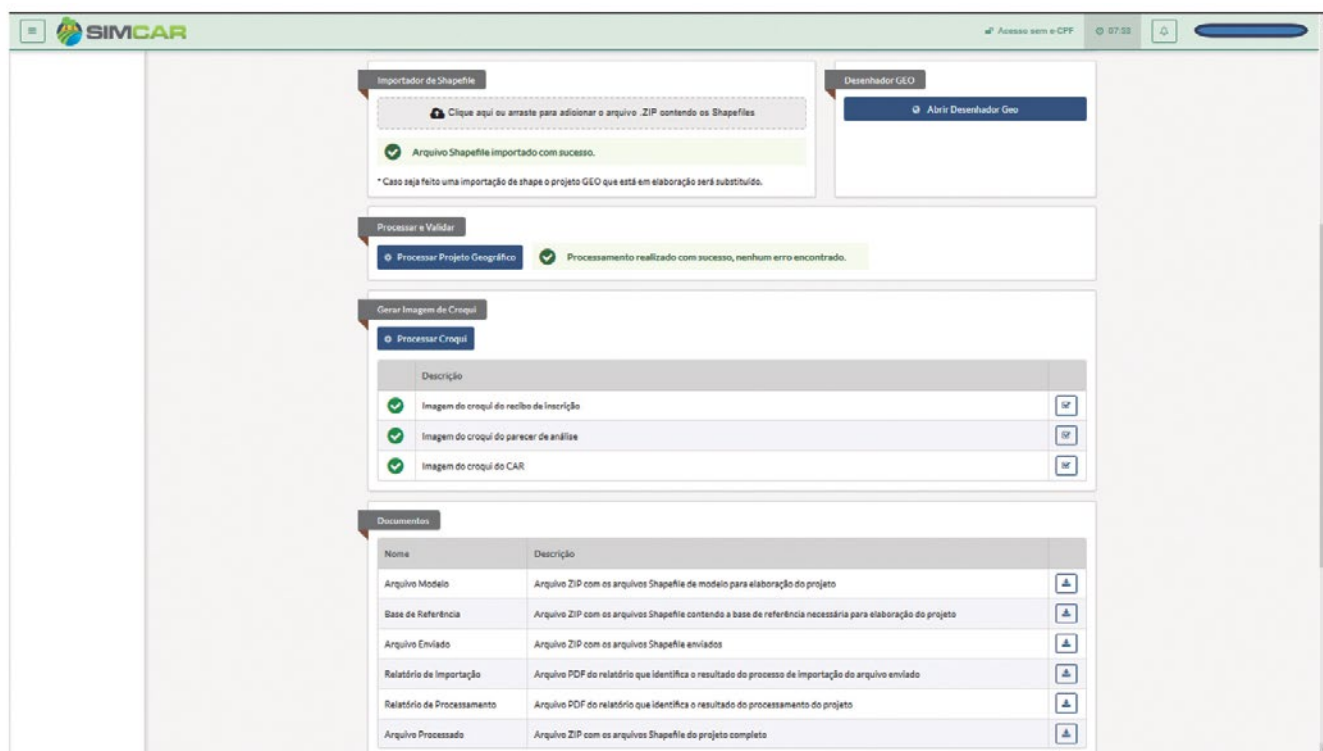 SIMCAR
Acesso sem e-CPF
07:53
Importador de Shapefile
Clique aqui ou arraste para adicionar o arquivo .ZIP contendo os Shapefiles
Arquivo Shapefile importado com sucesso.
* Caso seja feito uma importação de shape o projeto GEO que está em elaboração será substituído.
Desenhador GEO
Abrir Desenhador Geo
Processar e Validar
Processar Projeto Geográfico
Processamento realizado com sucesso, nenhum erro encontrado.
Gerar Imagem de Croqui
Processar Croqui
Descrição
Imagem do croqui do recibo de inscrição
Imagem do croqui do parecer de análise
Imagem do croqui do CAR
Documentos
Nome Descrição
Arquivo Modelo Arquivo ZIP com os arquivos Shapefile de modelo para elaboração do projeto
Base de Referência Arquivo ZIP com os arquivos Shapefile contendo a base de referência necessária para elaboração do projeto
Arquivo Enviado Arquivo ZIP com os arquivos Shapefile enviados
Relatório de Importação Arquivo PDF do relatório que identifica o resultado do processo de importação do arquivo enviado
Relatório de Processamento Arquivo PDF do relatório que identifica o resultado do processamento do projeto
Arquivo Processado Arquivo ZIP com os arquivos Shapefile do projeto completo